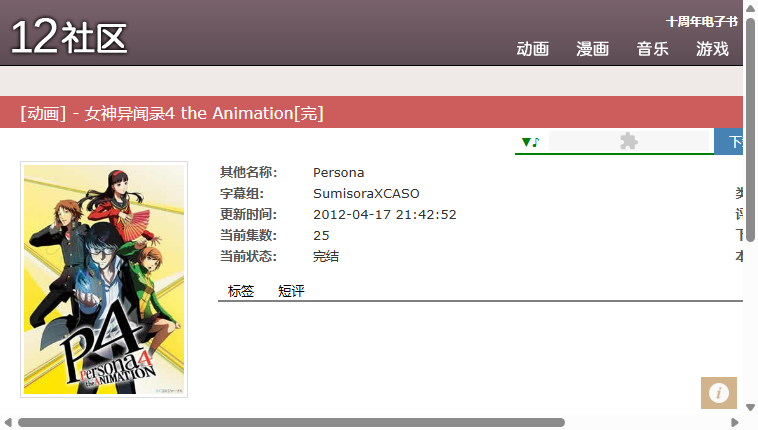 12社区
十周年电子书
动画 漫画 音乐 游戏
[动画] - 女神异闻录4 the Animation[完]
▼♪
其他名称: Persona
字幕组: SumisoraXCASO
更新时间: 2012-04-17 21:42:52
当前集数: 25
当前状态: 完结
标签 短评
P4
Persona4
the ANIMATION